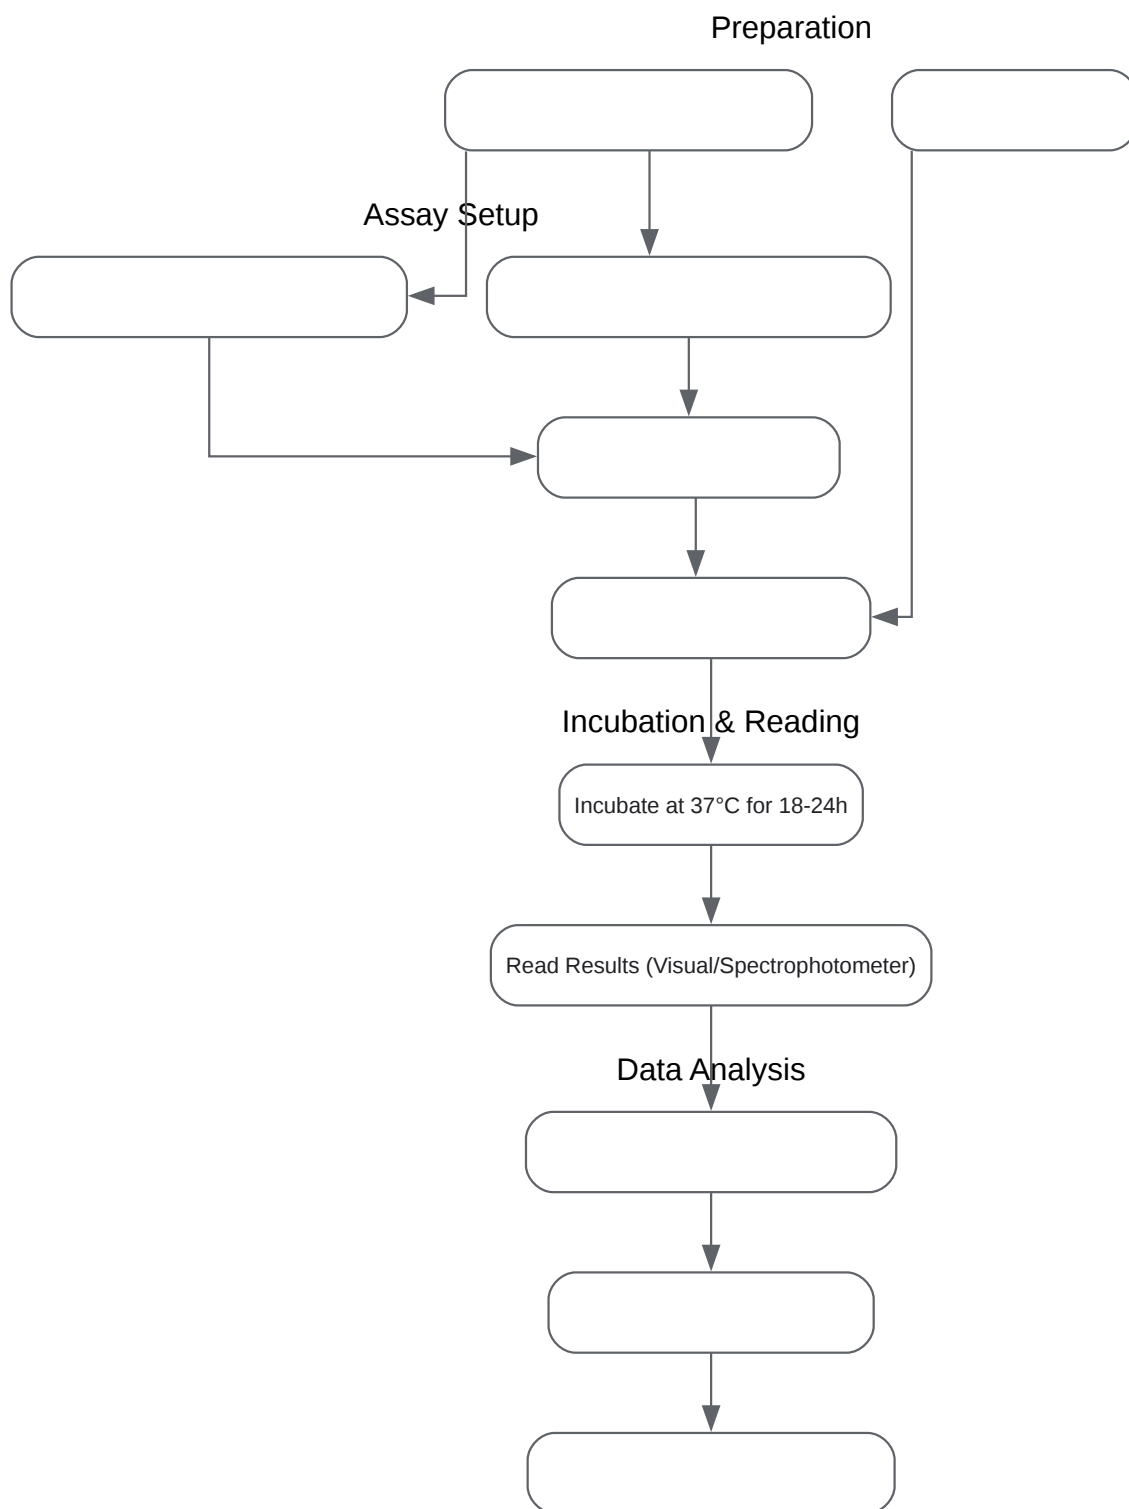 Preparation
Assay Setup
Incubation & Reading
Incubate at 37°C for 18-24h
Read Results (Visual/Spectrophotometer)
Data Analysis